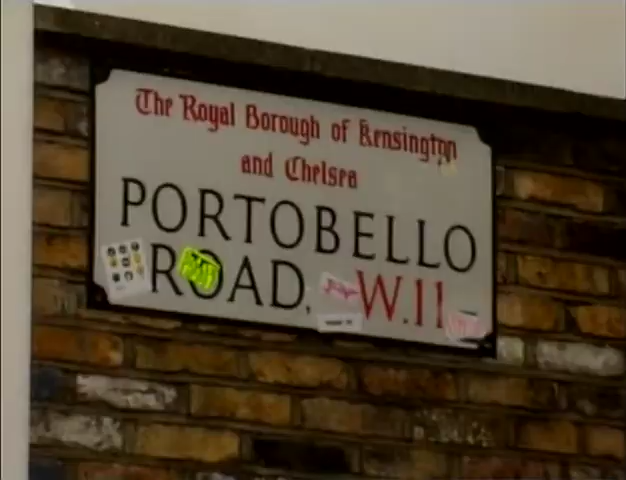 The Royal Borough of Kensington
and Chelsea
PORTOBELLO
ROAD, W.11